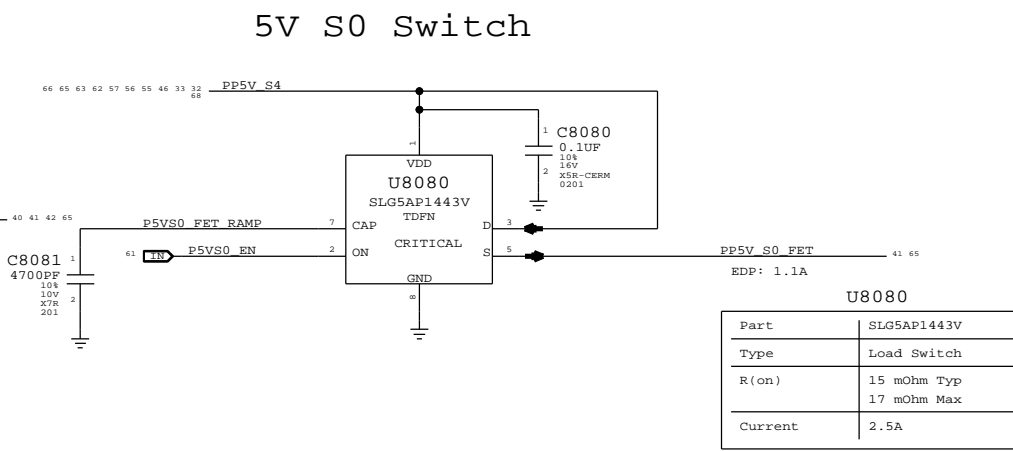 5V S0 Switch
66 65 63 62 57 56 55 46 33 32
68
PP5V_S4
1
C8080
0.1UF
10%
16V
X5R-CERM
0201
2
1
VDD
U8080
SLG5AP1443V
TDFN
CRITICAL
40 41 42 65
P5VS0_FET_RAMP
7
CAP
D
3
61
IN
P5VS0_EN
2
ON
S
5
PP5V_S0_FET
41 65
EDP: 1.1A
GND
8
C8081
1
4700PF
10%
10V
X7R
201
2
U8080
Part SLG5AP1443V
Type Load Switch
R(on) 15 mOhm Typ
17 mOhm Max
Current 2.5A